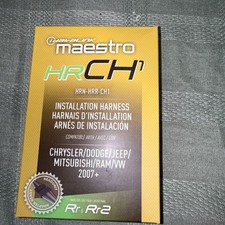 maestro
HRCH1
HRN-HRR-CH1
INSTALLATION HARNESS
HARNAIS D'INSTALLATION
ARNÉS DE INSTALACIÓN
CHRYSLER/DODGE/JEEP/
MITSUBISHI/RAM/VW
2007+
Rr. Rr2